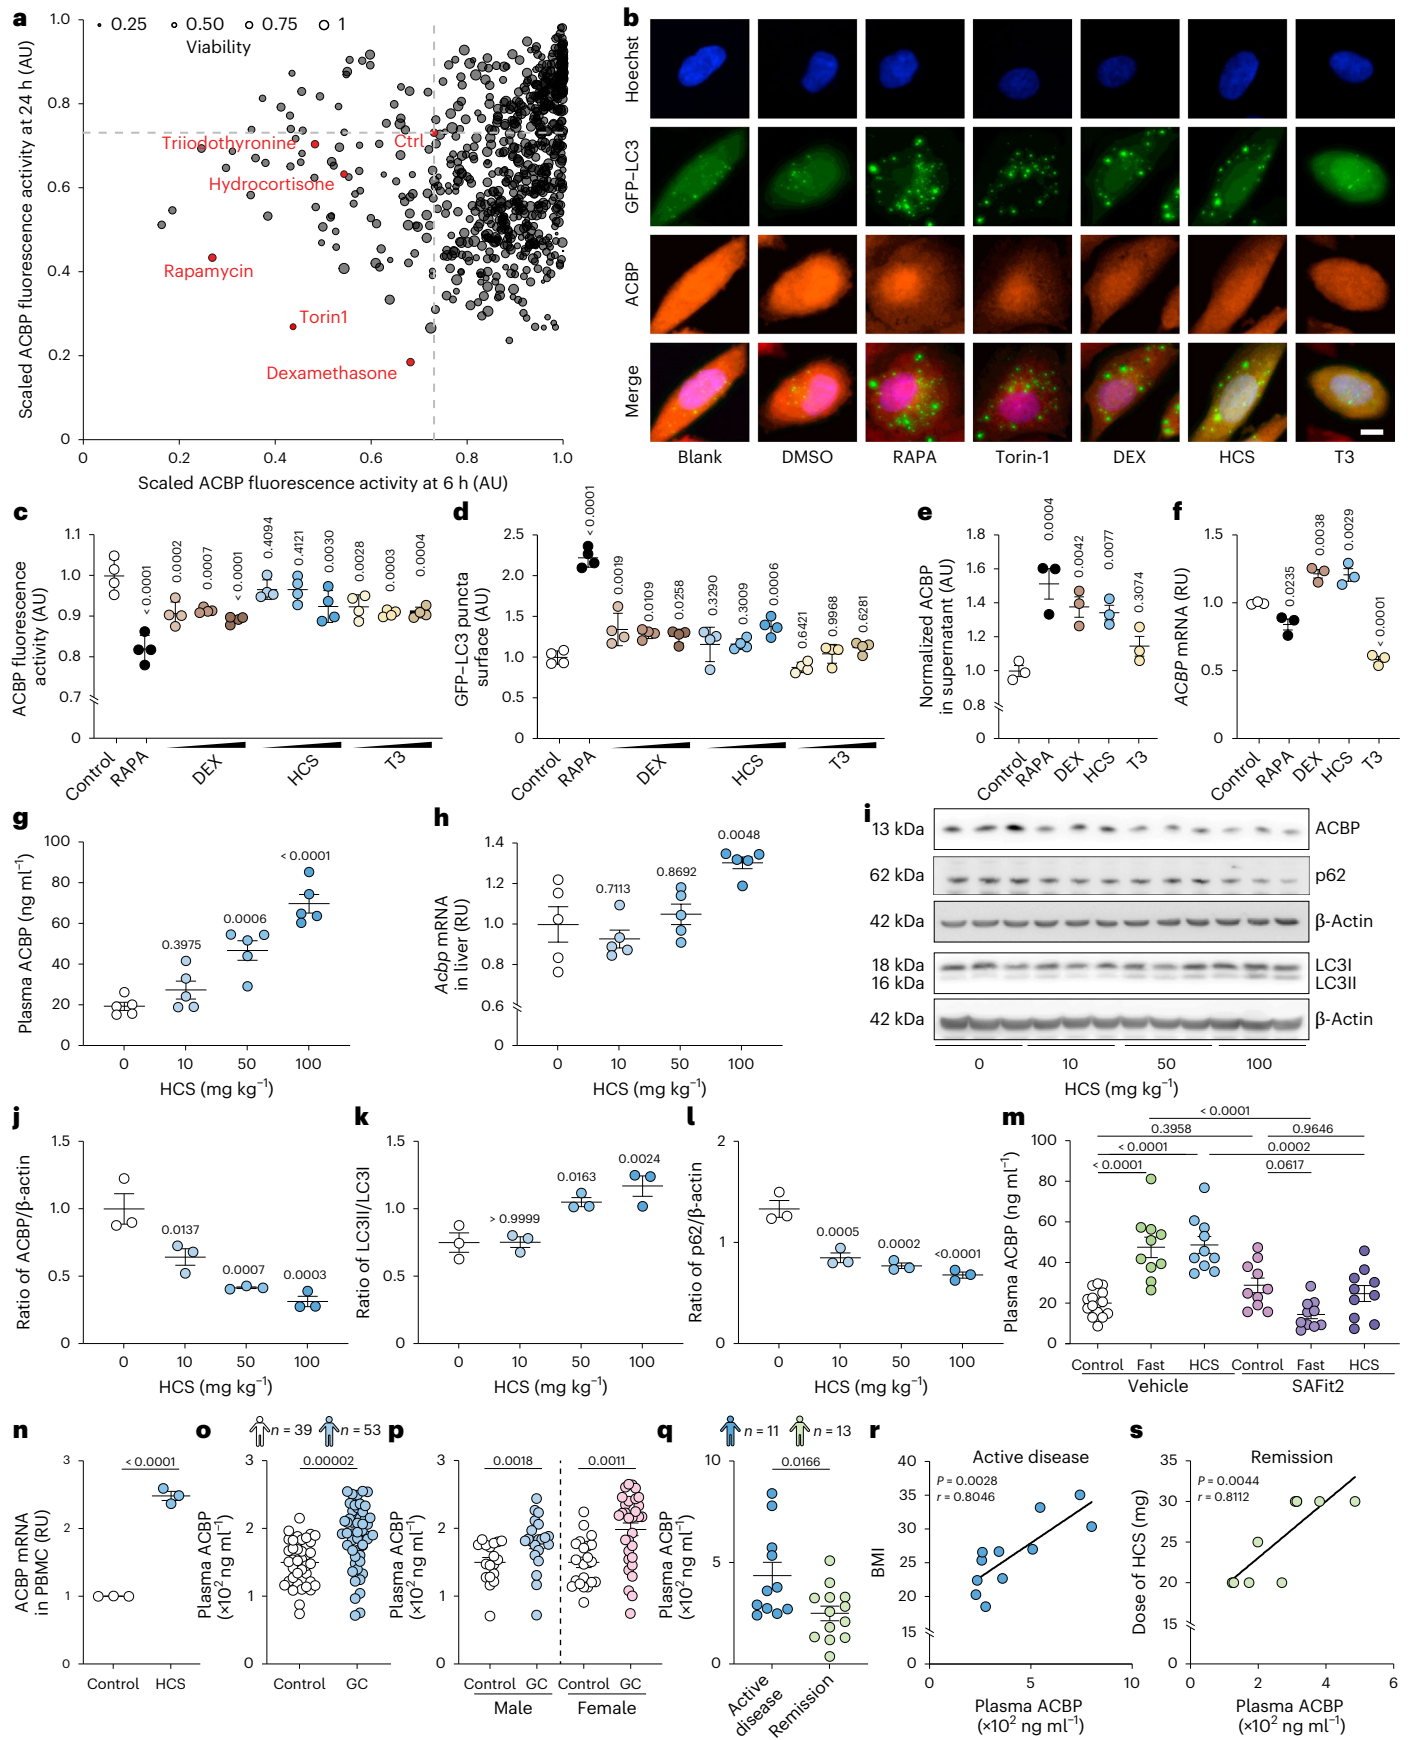 a
0.25 0.50 0.75 1
Viability
Scaled ACBP fluorescence activity at 24 h (AU)
1.0
0.8
0.6
0.4
0.2
0
Triiodothyronine
Ctrl
Hydrocortisone
Rapamycin
Torin1
Dexamethasone
0 0.2 0.4 0.6 0.8 1.0
Scaled ACBP fluorescence activity at 6 h (AU)
b
Hoechst
GFP–LC3
ACBP
Merge
Blank DMSO RAPA Torin-1 DEX HCS T3
c
ACBP fluorescence
activity (AU)
1.1
1.0
0.9
0.8
0.7
0
< 0.0001
0.0002
0.0007
< 0.0001
0.4094
0.4121
0.0030
0.0028
0.0003
0.0004
Control RAPA DEX HCS T3
d
GFP–LC3 puncta
surface (AU)
2.5
2.0
1.5
1.0
0.5
0
< 0.0001
0.0019
0.0109
0.0258
0.3290
0.3009
0.0006
0.6421
0.9968
0.6281
Control RAPA DEX HCS T3
e
Normalized ACBP
in supernatant (AU)
1.8
1.6
1.4
1.2
1.0
0.8
0
0.0004
0.0042
0.0077
0.3074
Control RAPA DEX HCS T3
f
ACBP mRNA (RU)
1.5
1.0
0.5
0
0.0235
0.0038
0.0029
< 0.0001
Control RAPA DEX HCS T3
g
Plasma ACBP (ng ml−1)
100
80
60
40
20
0
0.3975
0.0006
< 0.0001
0 10 50 100
HCS (mg kg−1)
h
Acbp mRNA
in liver (RU)
1.4
1.2
1.0
0.8
0.6
0
0.7113
0.8692
0.0048
0 10 50 100
HCS (mg kg−1)
i
13 kDa ACBP
62 kDa p62
42 kDa β-Actin
18 kDa LC3I
16 kDa LC3II
42 kDa β-Actin
0 10 50 100
HCS (mg kg−1)
j
Ratio of ACBP/β-actin
1.5
1.0
0.5
0
0.0137
0.0007
0.0003
0 10 50 100
HCS (mg kg−1)
k
Ratio of LC3II/LC3I
1.5
1.0
0.5
0
> 0.9999
0.0163
0.0024
0 10 50 100
HCS (mg kg−1)
l
Ratio of p62/β-actin
2
1
0
0.0005
0.0002
<0.0001
0 10 50 100
HCS (mg kg−1)
m
Plasma ACBP (ng ml−1)
100
80
60
40
20
0
< 0.0001
0.3958 0.9646
< 0.0001 0.0002
< 0.0001 0.0617
Control Fast HCS Control Fast HCS
Vehicle SAFit2
n
ACBP mRNA
in PBMC (RU)
3
2
1
0
< 0.0001
Control HCS
o
n = 39 n = 53
Plasma ACBP
(×102 ng ml−1)
3
2
1
0
0.000002
Control GC
p
Plasma ACBP
(×102 ng ml−1)
3
2
1
0
0.0018 0.0011
Control GC Control GC
Male Female
q
n = 11 n = 13
Plasma ACBP
(×102 ng ml−1)
10
5
0
0.0166
Active
disease
Remission
r
Active disease
P = 0.0028
r = 0.8046
BMI
40
35
30
25
20
15
0
0 5 10
Plasma ACBP
(×102 ng ml−1)
s
Remission
P = 0.0044
r = 0.8112
Dose of HCS (mg)
35
30
25
20
15
0
0 2 4 6
Plasma ACBP
(×102 ng ml−1)